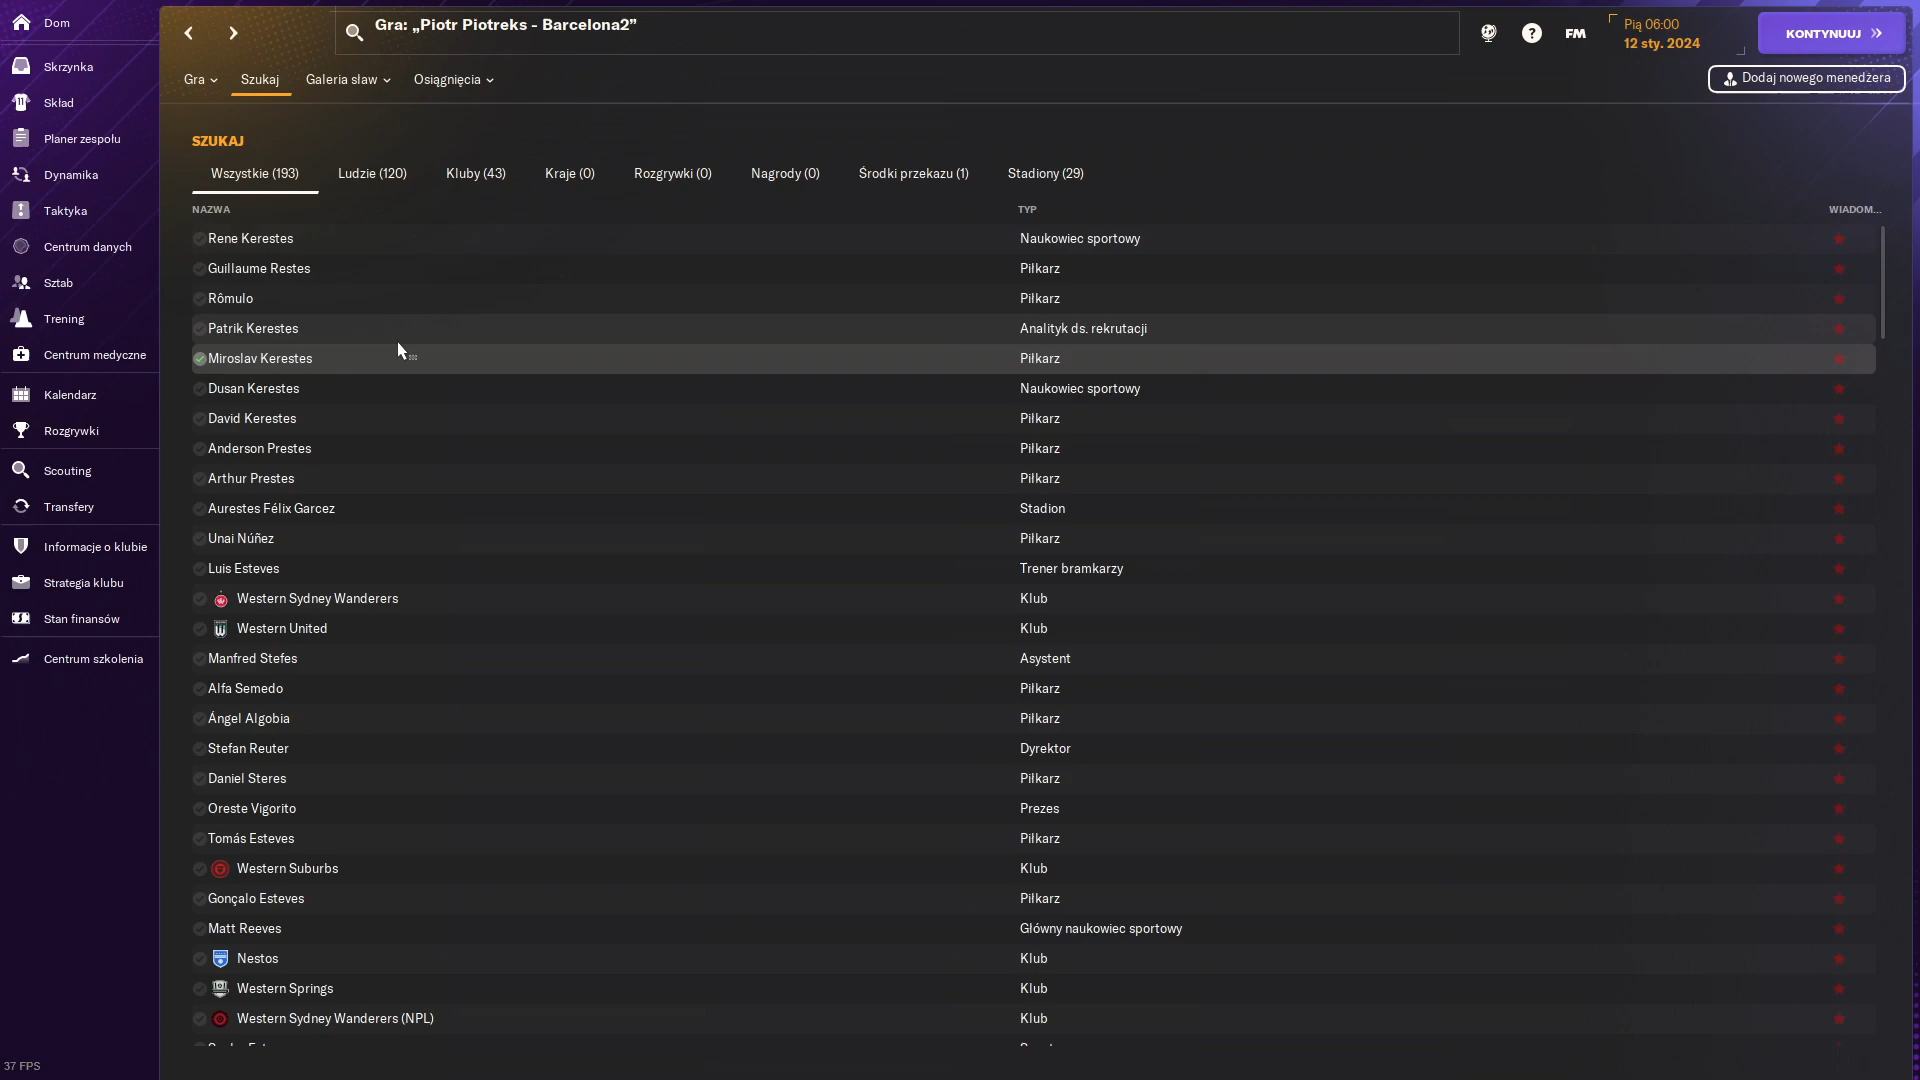 Dom
Skrzynka
Skład
Planer zespołu
Dynamika
Taktyka
Centrum danych
Sztab
Trening
Centrum medyczne
Kalendarz
Rozgrywki
Scouting
Transfery
Informacje o klubie
Strategia klubu
Stan finansów
Centrum szkolenia
37 FPS
Gra: „Piotr Piotreks - Barcelona2”
FM
Pią 06:00
12 sty. 2024
KONTYNUUJ
Gra Szukaj Galeria sław Osiągnięcia
Dodaj nowego menedżera
SZUKAJ
Wszystkie (193) Ludzie (120) Kluby (43) Kraje (0) Rozgrywki (0) Nagrody (0) Środki przekazu (1) Stadiony (29)
NAZWA TYP WIADOM...
Rene Kerestes Naukowiec sportowy
Guillaume Restes Piłkarz
Rômulo Piłkarz
Patrik Kerestes Analityk ds. rekrutacji
Miroslav Kerestes Piłkarz
Dusan Kerestes Naukowiec sportowy
David Kerestes Piłkarz
Anderson Prestes Piłkarz
Arthur Prestes Piłkarz
Aurestes Félix Garcez Stadion
Unai Núñez Piłkarz
Luis Esteves Trener bramkarzy
Western Sydney Wanderers Klub
Western United Klub
Manfred Stefes Asystent
Alfa Semedo Piłkarz
Ángel Algobia Piłkarz
Stefan Reuter Dyrektor
Daniel Steres Piłkarz
Oreste Vigorito Prezes
Tomás Esteves Piłkarz
Western Suburbs Klub
Gonçalo Esteves Piłkarz
Matt Reeves Główny naukowiec sportowy
Nestos Klub
Western Springs Klub
Western Sydney Wanderers (NPL) Klub